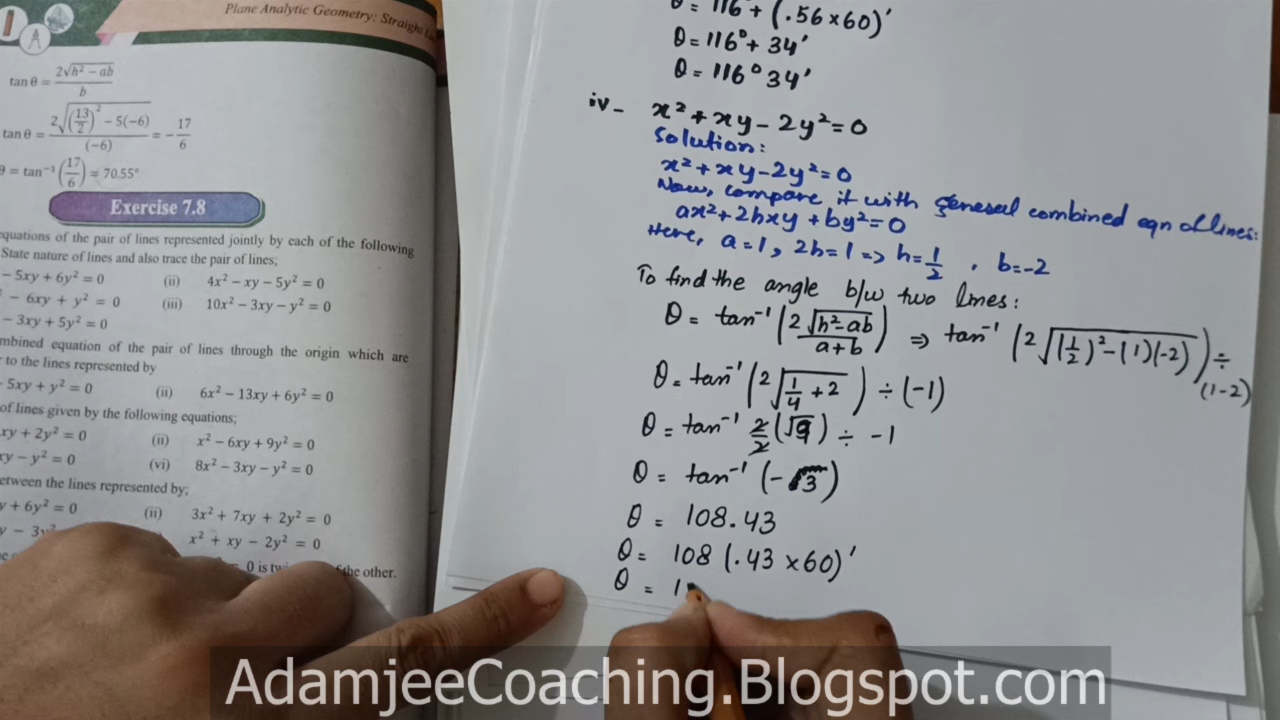 Plane Analytic Geometry: Straight
tan θ = 2√(h² − ab) / b
tan θ = 2√((13/2)² − 5(−6)) / (−6) = − 17/6
θ = tan⁻¹ (17/6) = 70.55°
Exercise 7.8
equations of the pair of lines represented jointly by each of the following
State nature of lines and also trace the pair of lines;
− 5xy + 6y² = 0 (ii) 4x² − xy − 5y² = 0
− 6xy + y² = 0 (iii) 10x² − 3xy − y² = 0
− 3xy + 5y² = 0
mbined equation of the pair of lines through the origin which are
to the lines represented by
5xy + y² = 0 (ii) 6x² − 13xy + 6y² = 0
of lines given by the following equations;
xy + 2y² = 0 (ii) x² − 6xy + 9y² = 0
xy − y² = 0 (vi) 8x² − 3xy − y² = 0
etween the lines represented by;
y + 6y² = 0 (ii) 3x² + 7xy + 2y² = 0
y − 3y² x² + xy − 2y² = 0
= 0 is of the other.
θ = 116 + (.56×60)'
θ = 116° + 34'
θ = 116° 34'
iv- x² + xy - 2y² = 0
Solution:
x² + xy - 2y² = 0
Now, compare it with general combined eqn of lines:
ax² + 2hxy + by² = 0
Here, a = 1, 2h = 1 => h = 1/2 , b = -2
To find the angle b/w two lines:
θ = tan⁻¹ (2√(h² - ab) / a+b) => tan⁻¹ (2√((1/2)² - (1)(-2))) ÷ (1-2)
θ = tan⁻¹ (2√(1/4 + 2)) ÷ (-1)
θ = tan⁻¹ 2/2 (√9) ÷ -1
θ = tan⁻¹ (-3)
θ = 108.43
θ = 108 (.43 × 60)'
θ = 1
AdamjeeCoaching.Blogspot.com